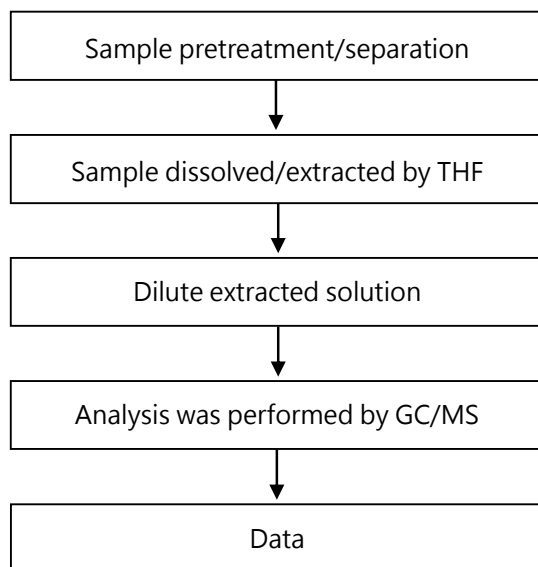 Sample pretreatment/separation
Sample dissolved/extracted by THF
Dilute extracted solution
Analysis was performed by GC/MS
Data